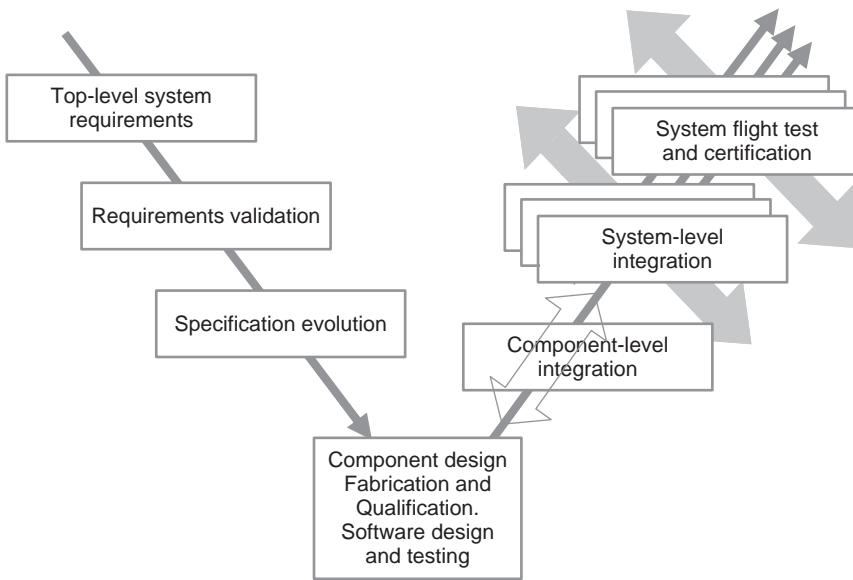 Top-level system
requirements
Requirements validation
Specification evolution
Component design
Fabrication and
Qualification.
Software design
and testing
Component-level
integration
System-level
integration
System flight test
and certification